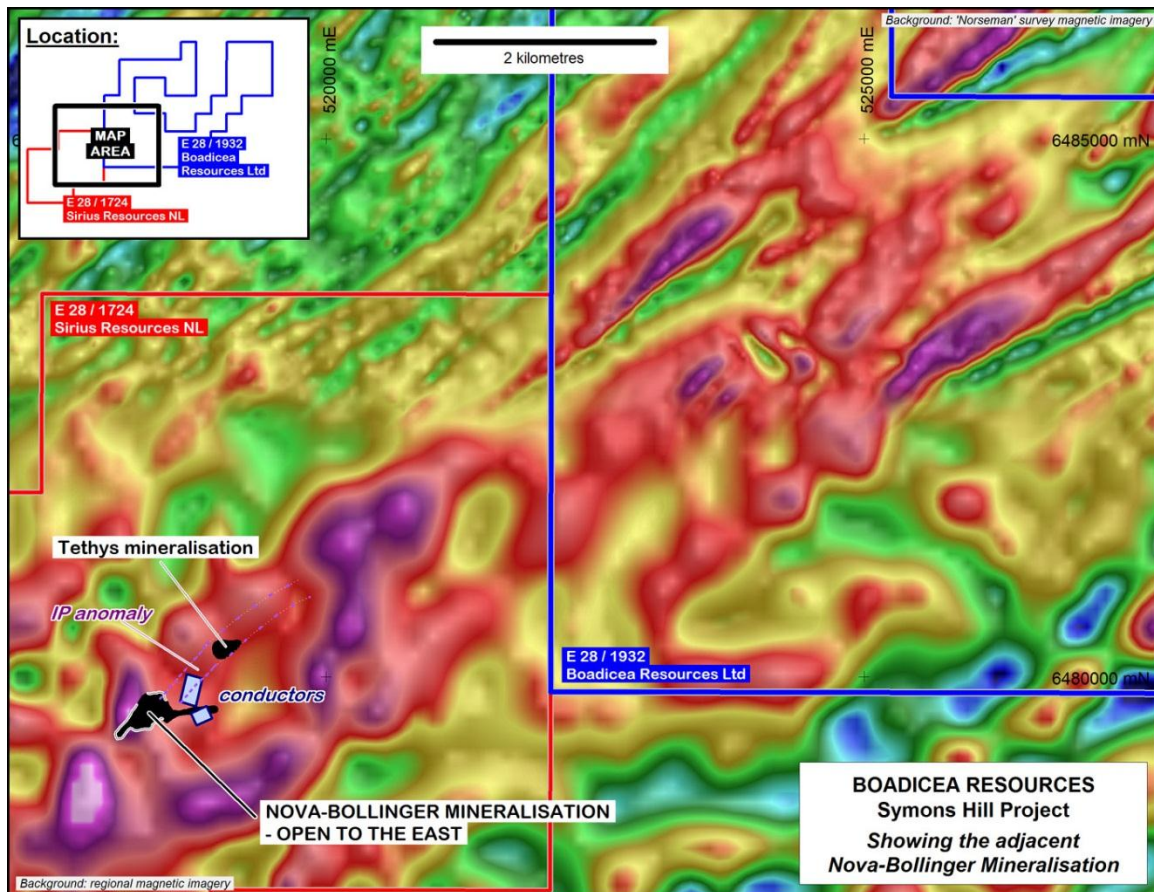 Location:
MAP
AREA
E 28 / 1932
Boadicea
Resources Ltd
E 28 / 1724
Sirius Resources NL
2 kilometres
520000 mE
525000 mE
Background: 'Norseman' survey magnetic imagery
6485000 mN
E 28 / 1724
Sirius Resources NL
Tethys mineralisation
IP anomaly
conductors
E 28 / 1932
Boadicea Resources Ltd
6480000 mN
NOVA-BOLLINGER MINERALISATION
- OPEN TO THE EAST
BOADICEA RESOURCES
Symons Hill Project
Showing the adjacent
Nova-Bollinger Mineralisation
Background: regional magnetic imagery